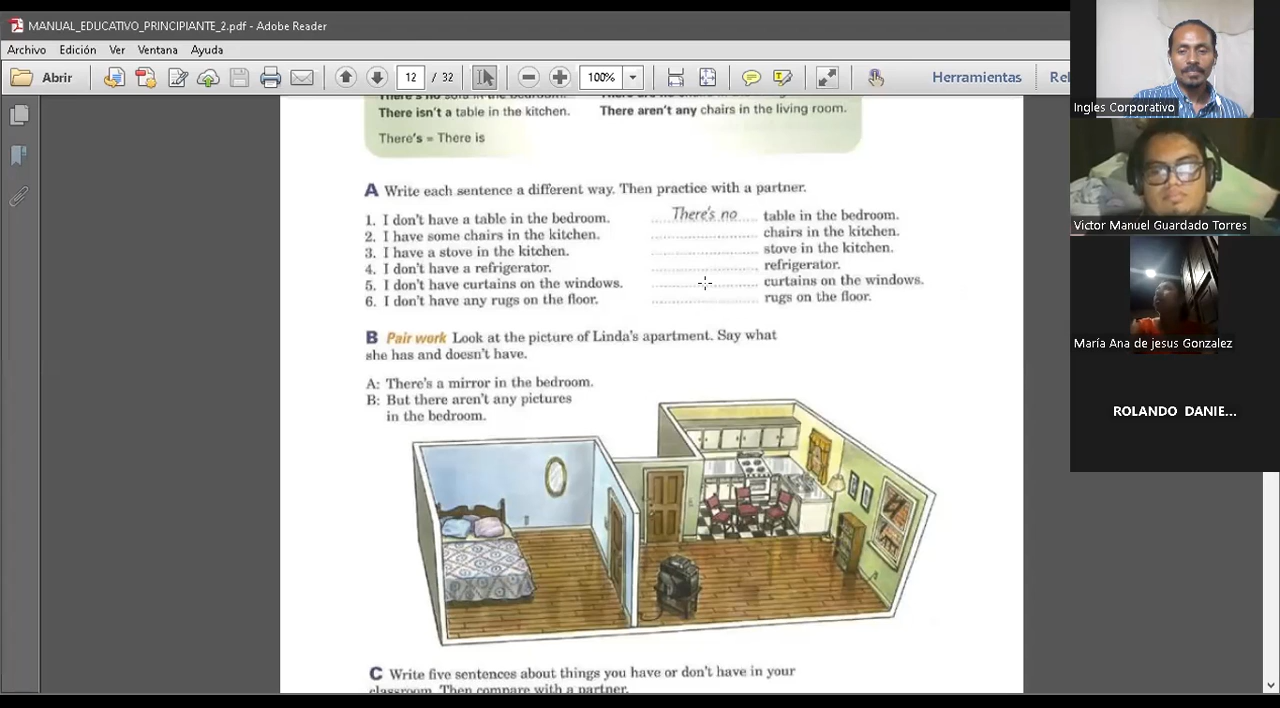 MANUAL_EDUCATIVO_PRINCIPIANTE_2.pdf - Adobe Reader
Archivo Edición Ver Ventana Ayuda
Abrir 12 / 32 100% Herramientas
There isn't a table in the kitchen. There aren't any chairs in the living room.
There's = There is
A Write each sentence a different way. Then practice with a partner.
1. I don't have a table in the bedroom. There's no table in the bedroom.
2. I have some chairs in the kitchen. chairs in the kitchen.
3. I have a stove in the kitchen. stove in the kitchen.
4. I don't have a refrigerator. refrigerator.
5. I don't have curtains on the windows. curtains on the windows.
6. I don't have any rugs on the floor. rugs on the floor.
B Pair work Look at the picture of Linda's apartment. Say what
she has and doesn't have.
A: There's a mirror in the bedroom.
B: But there aren't any pictures
in the bedroom.
C Write five sentences about things you have or don't have in your
classroom. Then compare with a partner.
Ingles Corporativo
Victor Manuel Guardado Torres
María Ana de jesus Gonzalez
ROLANDO DANIE...